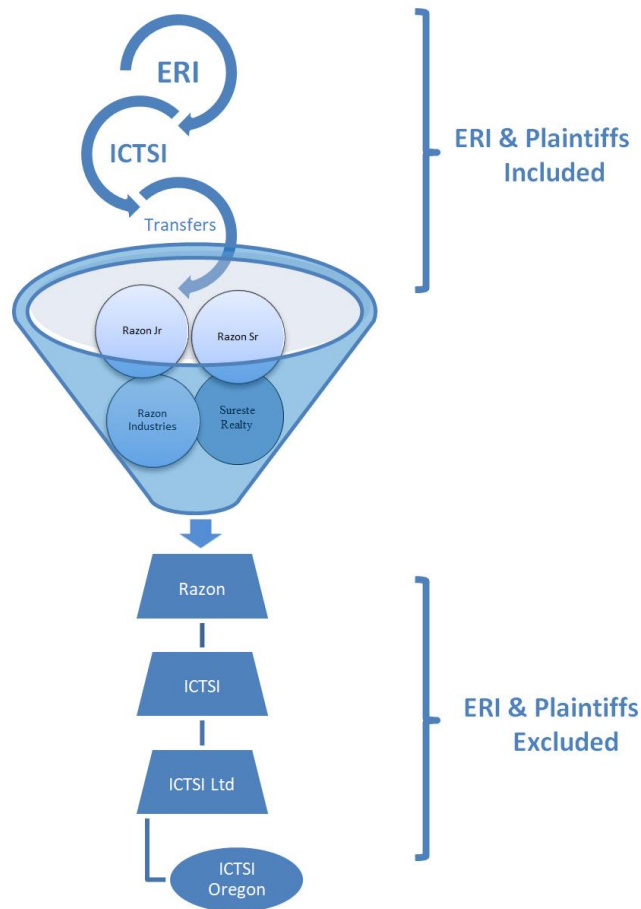 ERI
ERI & Plaintiffs
Included
ICTSI
Transfers
Razon Jr
Razon Sr
Razon
Industries
Sureste
Realty
Razon
ICTSI
ERI & Plaintiffs
Excluded
ICTSI Ltd
ICTSI
Oregon